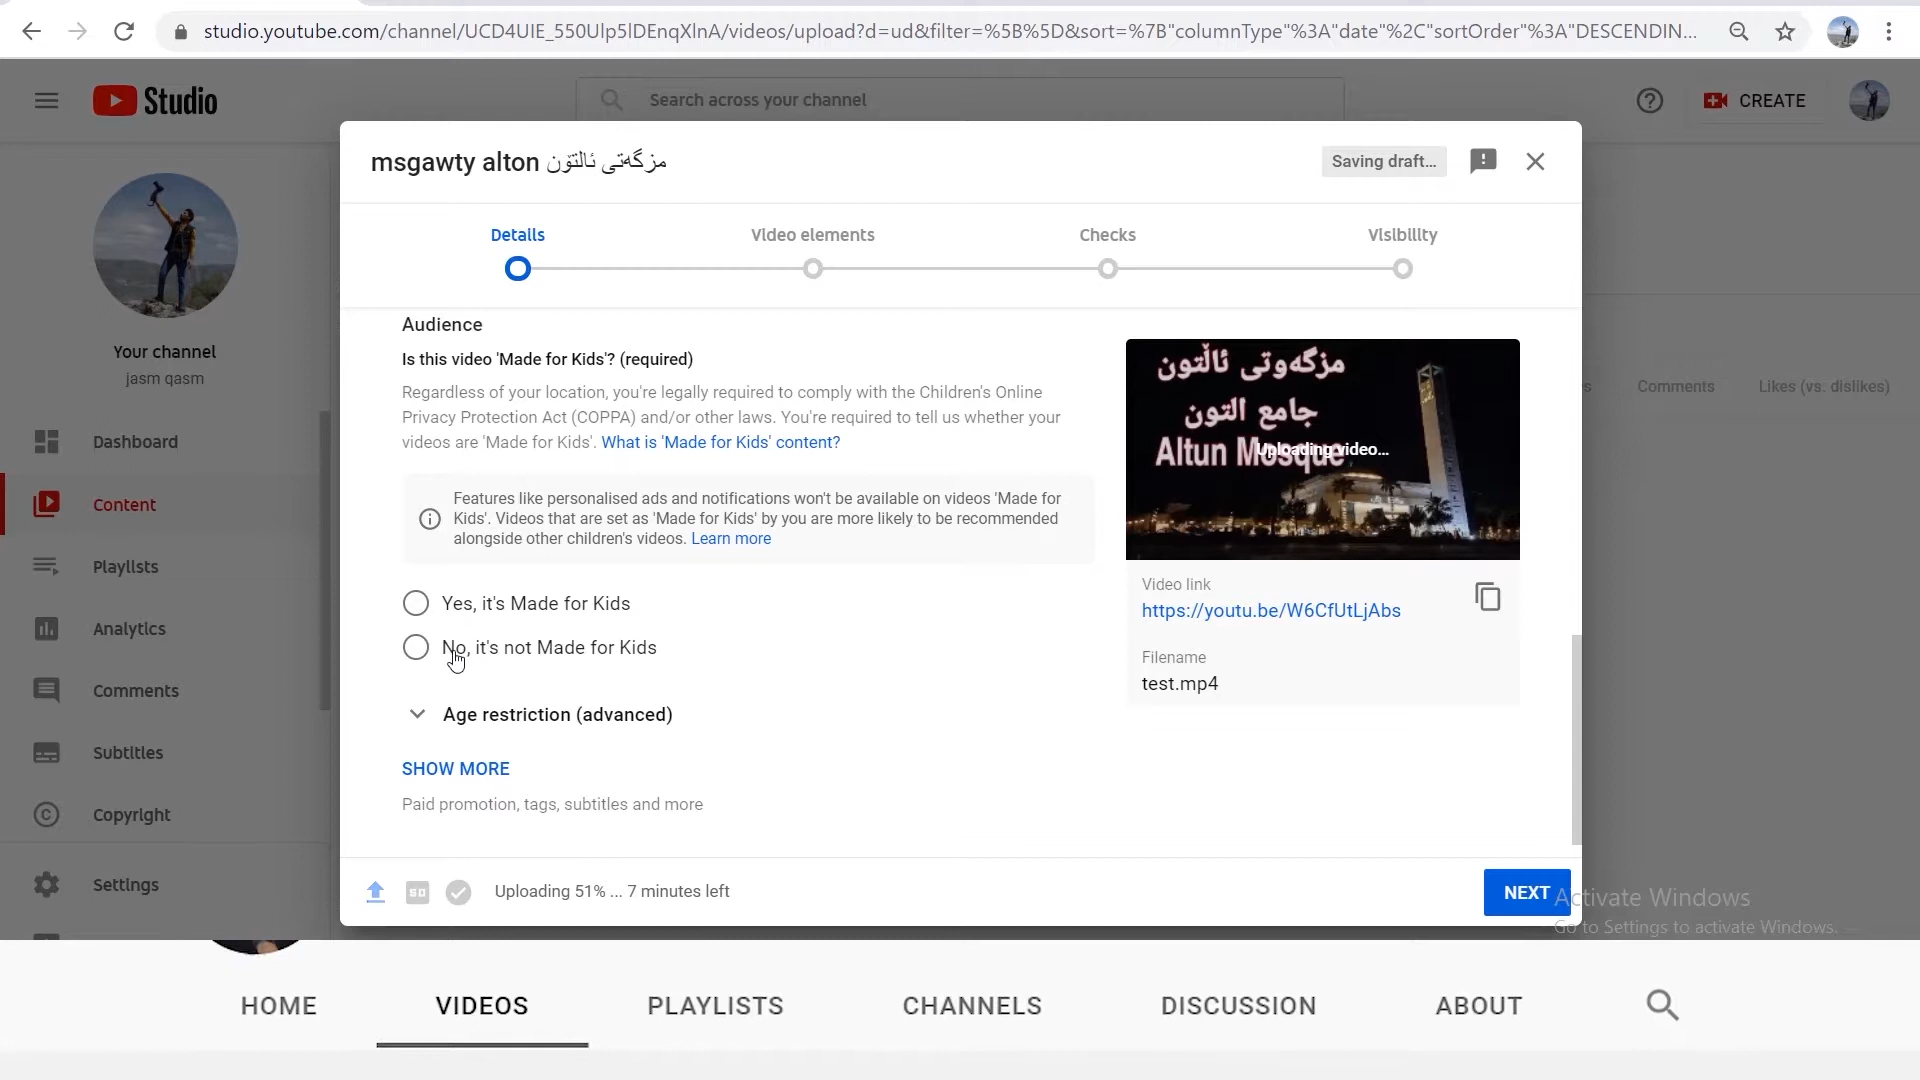 studio.youtube.com/channel/UCD4UIE_550Ulp5lDEnqXlnA/videos/upload?d=ud&filter=%5B%5D&sort=%7B"columnType"%3A"date"%2C"sortOrder"%3A"DESCENDIN...
Studio
Search across your channel
CREATE
msgawty alton مزگەتی ئالتۆن
Saving draft...
Details
Video elements
Checks
Visibility
Your channel
jasm qasm
Dashboard
Content
Playlists
Analytics
Comments
Subtitles
Copyright
Settings
Audience
Is this video 'Made for Kids'? (required)
Regardless of your location, you're legally required to comply with the Children's Online
Privacy Protection Act (COPPA) and/or other laws. You're required to tell us whether your
videos are 'Made for Kids'. What is 'Made for Kids' content?
Features like personalised ads and notifications won't be available on videos 'Made for
Kids'. Videos that are set as 'Made for Kids' by you are more likely to be recommended
alongside other children's videos. Learn more
Yes, it's Made for Kids
No, it's not Made for Kids
Age restriction (advanced)
SHOW MORE
Paid promotion, tags, subtitles and more
مزگەوتی ئاڵتون
جامع التون
Altun Mosque
Uploading video...
Video link
https://youtu.be/W6CfUtLjAbs
Filename
test.mp4
Comments
Likes (vs. dislikes)
SD
Uploading 51% ... 7 minutes left
NEXT
Activate Windows
Go to Settings to activate Windows.
HOME
VIDEOS
PLAYLISTS
CHANNELS
DISCUSSION
ABOUT